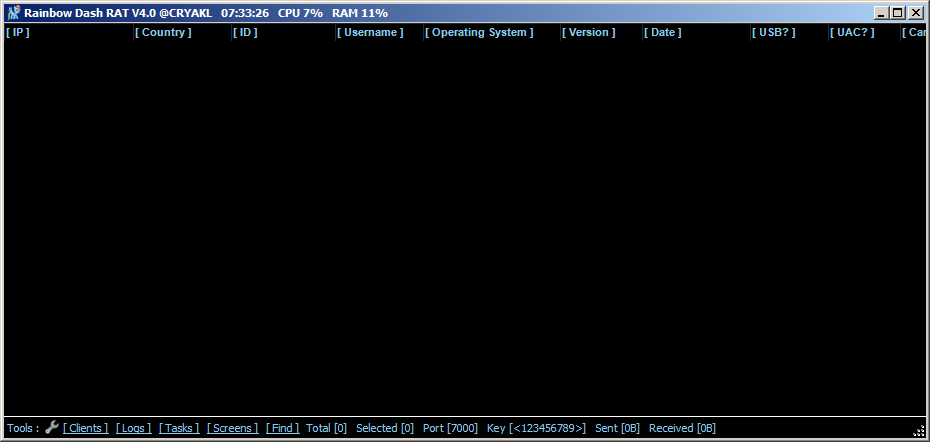 Rainbow Dash RAT V4.0 @CRYAKL 07:33:26 CPU 7% RAM 11%
[ IP ] [ Country ] [ ID ] [ Username ] [ Operating System ] [ Version ] [ Date ] [ USB? ] [ UAC? ] [ Car
Tools : [ Clients ] [ Logs ] [ Tasks ] [ Screens ] [ Find ] Total [0] Selected [0] Port [7000] Key [<123456789>] Sent [0B] Received [0B]